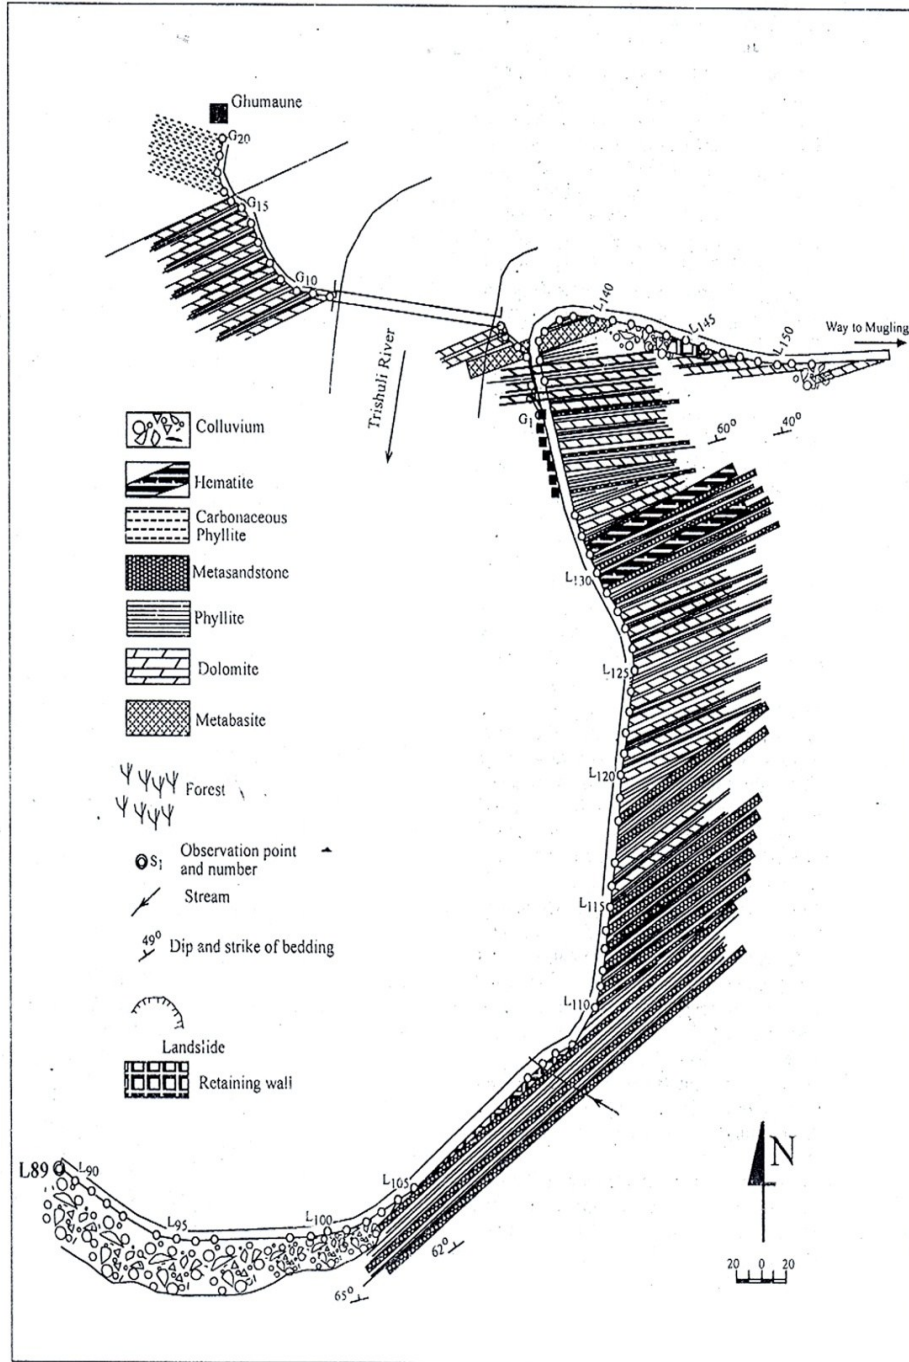 Ghumaune
G20
G15
G10
L140
L145
L150
Way to Mugling
Trishuli River
G1
60°
40°
L130
L125
L120
L115
L110
L105
L100
L95
L90
L89
62°
65°
Colluvium
Hematite
Carbonaceous
Phyllite
Metasandstone
Phyllite
Dolomite
Metabasite
Forest
S1 Observation point
and number
Stream
49° Dip and strike of bedding
Landslide
Retaining wall
N
20 0 20